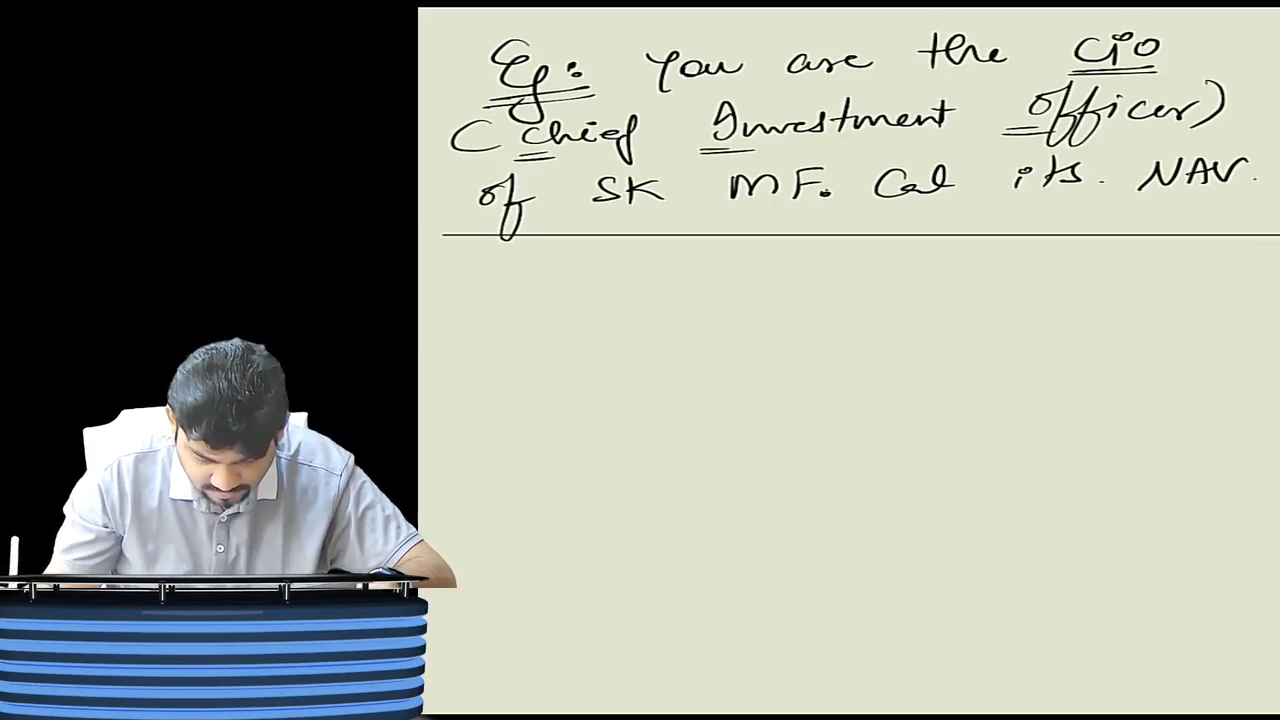 Eg: You are the CIO
(Chief Investment Officer)
of SK MF. Cal its. NAV.